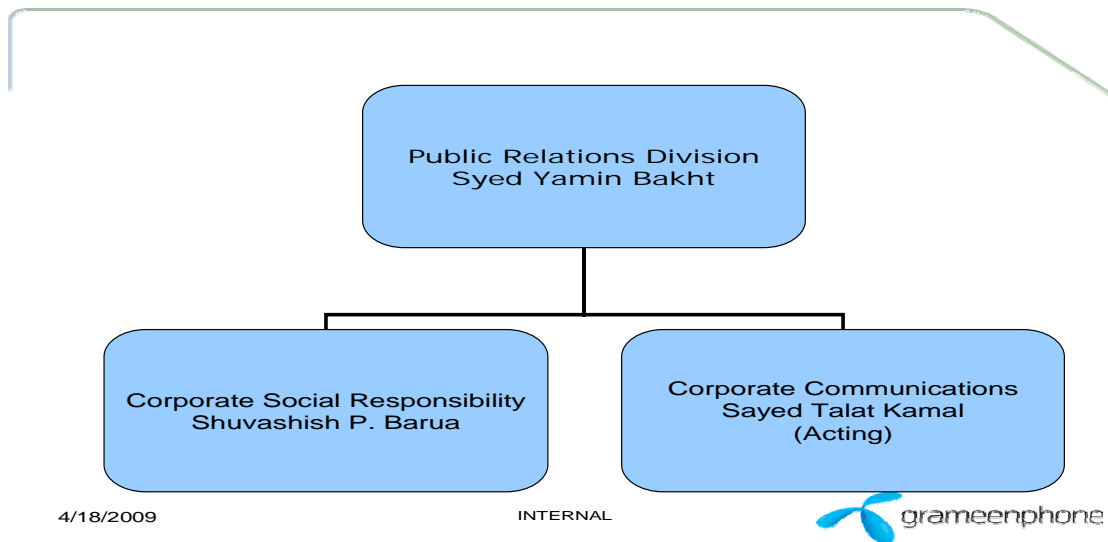 Public Relations Division
Syed Yamin Bakht
Corporate Social Responsibility
Shuvashish P. Barua
Corporate Communications
Sayed Talat Kamal
(Acting)
4/18/2009
INTERNAL
grameenphone